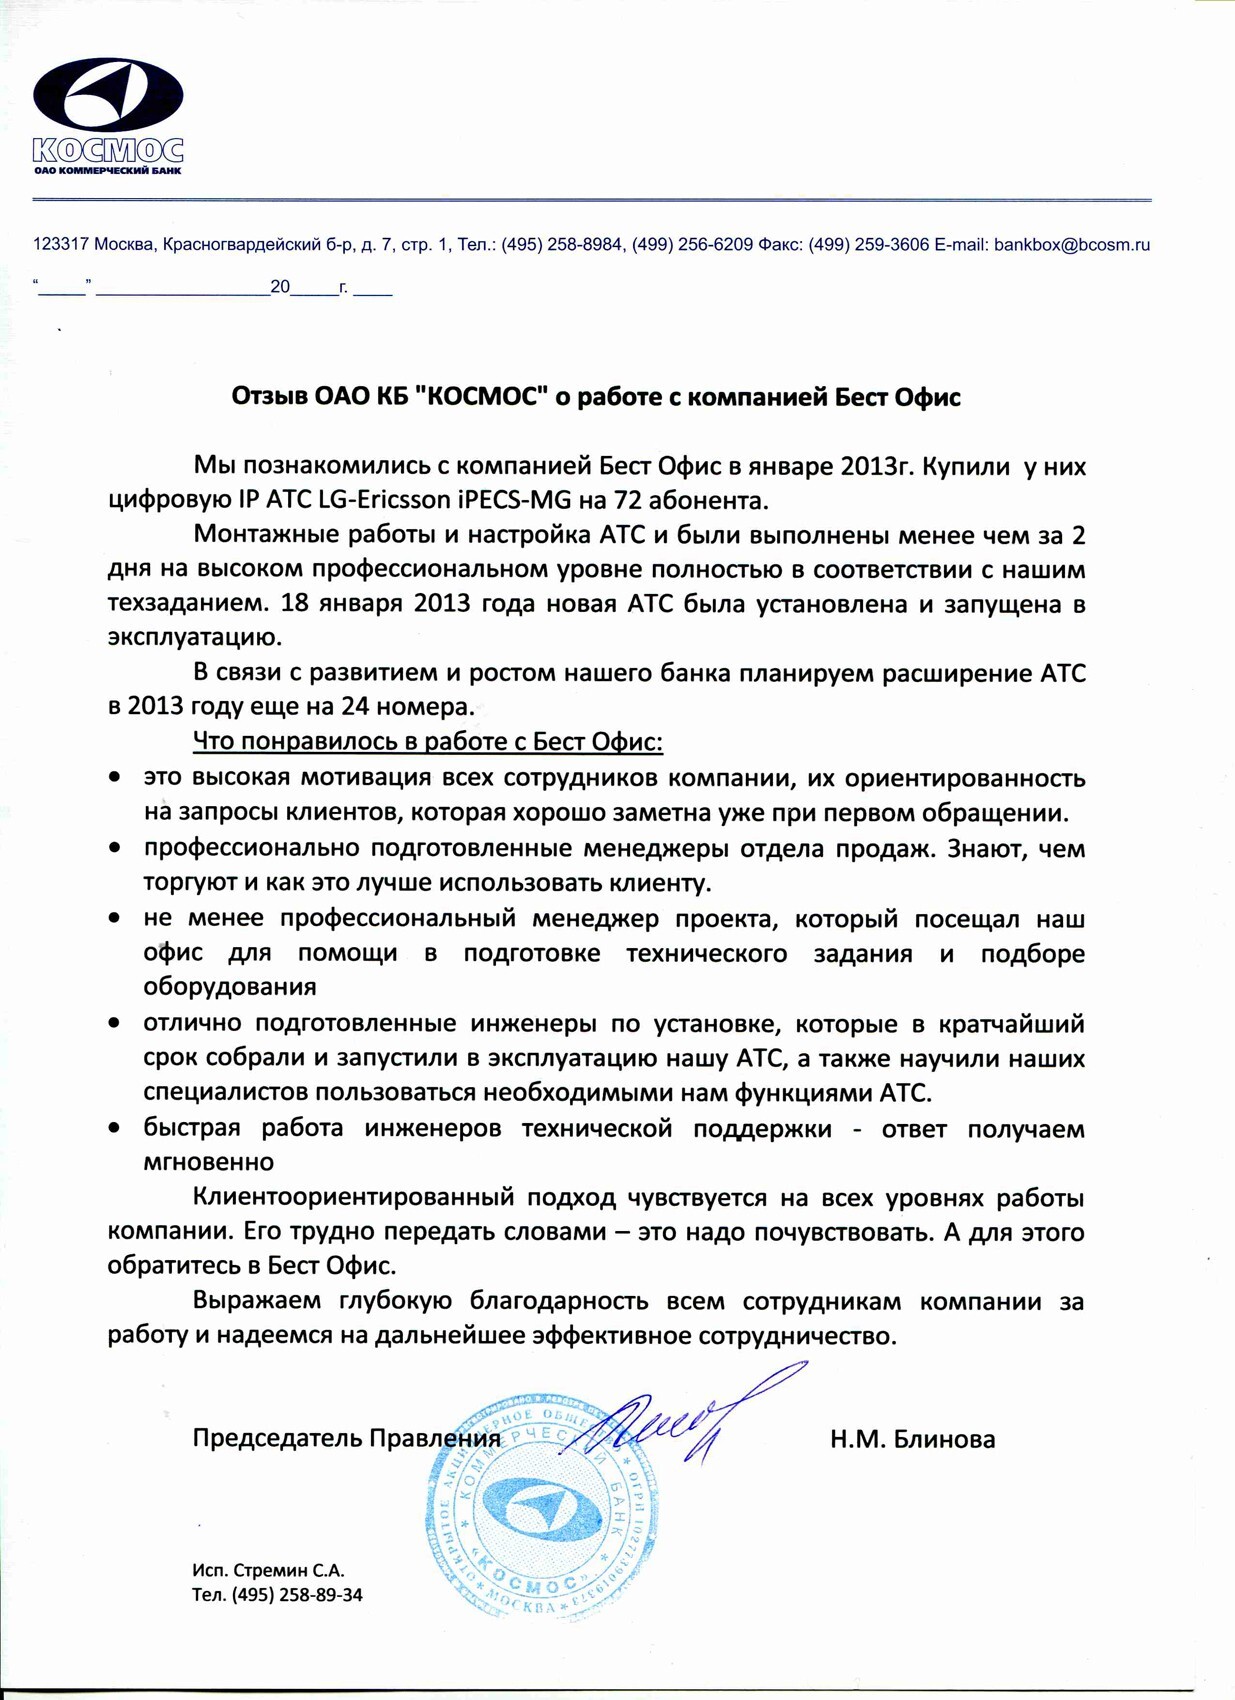 КОСМОС
ОАО КОММЕРЧЕСКИЙ БАНК
123317 Москва, Красногвардейский б-р, д. 7, стр. 1, Тел.: (495) 258-8984, (499) 256-6209 Факс: (499) 259-3606 E-mail: bankbox@bcosm.ru
“_____” __________________20_____г. ____
Отзыв ОАО КБ "КОСМОС" о работе с компанией Бест Офис
Мы познакомились с компанией Бест Офис в январе 2013г. Купили у них
цифровую IP АТС LG-Ericsson iPECS-MG на 72 абонента.
Монтажные работы и настройка АТС и были выполнены менее чем за 2
дня на высоком профессиональном уровне полностью в соответствии с нашим
техзаданием. 18 января 2013 года новая АТС была установлена и запущена в
эксплуатацию.
В связи с развитием и ростом нашего банка планируем расширение АТС
в 2013 году еще на 24 номера.
Что понравилось в работе с Бест Офис:
• это высокая мотивация всех сотрудников компании, их ориентированность
на запросы клиентов, которая хорошо заметна уже при первом обращении.
• профессионально подготовленные менеджеры отдела продаж. Знают, чем
торгуют и как это лучше использовать клиенту.
• не менее профессиональный менеджер проекта, который посещал наш
офис для помощи в подготовке технического задания и подборе
оборудования
• отлично подготовленные инженеры по установке, которые в кратчайший
срок собрали и запустили в эксплуатацию нашу АТС, а также научили наших
специалистов пользоваться необходимыми нам функциями АТС.
• быстрая работа инженеров технической поддержки - ответ получаем
мгновенно
Клиентоориентированный подход чувствуется на всех уровнях работы
компании. Его трудно передать словами – это надо почувствовать. А для этого
обратитесь в Бест Офис.
Выражаем глубокую благодарность всем сотрудникам компании за
работу и надеемся на дальнейшее эффективное сотрудничество.
Председатель Правления Н.М. Блинова
ОТКРЫТОЕ АКЦИОНЕРНОЕ ОБЩЕСТВО * ОГРН 1027739019373 * МОСКВА *
* КОММЕРЧЕСКИЙ БАНК *
«КОСМОС»
Исп. Стремин С.А.
Тел. (495) 258-89-34